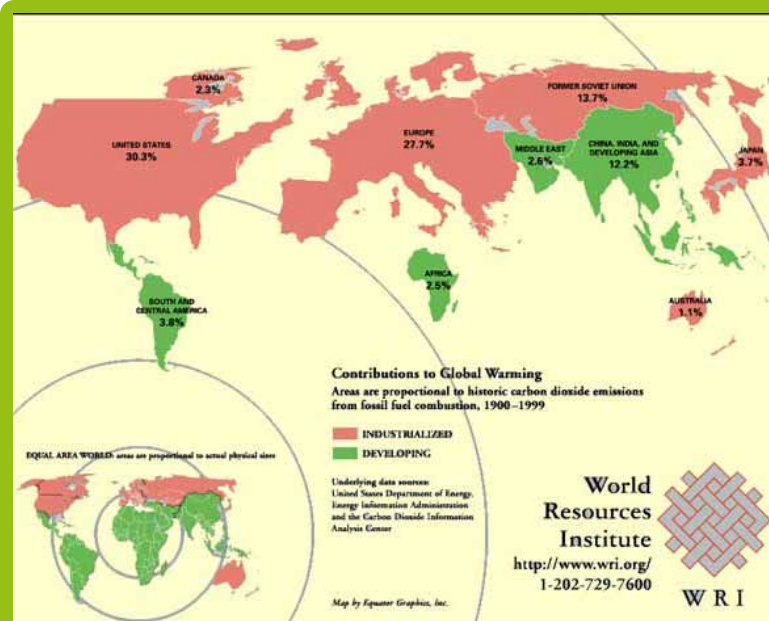 CANADA
2.3%
FORMER SOVIET UNION
13.7%
UNITED STATES
30.3%
EUROPE
27.7%
MIDDLE EAST
2.6%
CHINA, INDIA, AND
DEVELOPING ASIA
12.2%
JAPAN
3.7%
AFRICA
2.5%
SOUTH AND
CENTRAL AMERICA
3.8%
AUSTRALIA
1.1%
Contributions to Global Warming
Areas are proportional to historic carbon dioxide emissions
from fossil fuel combustion, 1900–1999
INDUSTRIALIZED
DEVELOPING
EQUAL AREA WORLD: areas are proportional to actual physical sizes
Underlying data sources:
United States Department of Energy,
Energy Information Administration
and the Carbon Dioxide Information
Analysis Center
Map by Equator Graphics, Inc.
World
Resources
Institute
http://www.wri.org/
1-202-729-7600
WRI